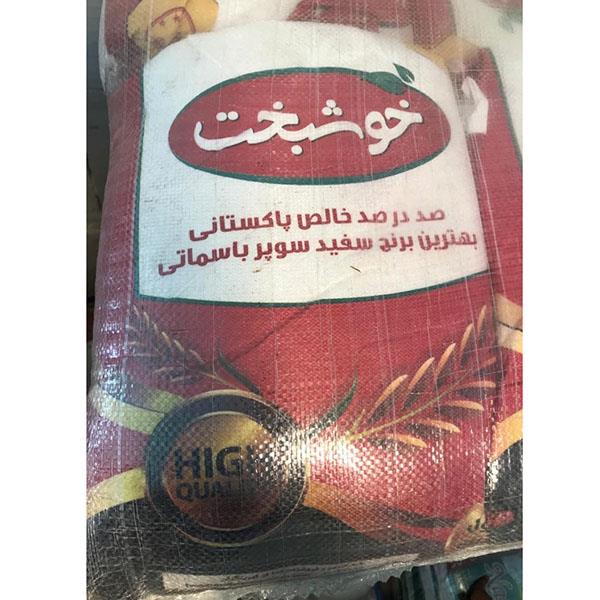 خوشبخت
صد در صد خالص پاکستانی
بهترین برنج سفید سوپر باسماتی
HIGH
QUALITY